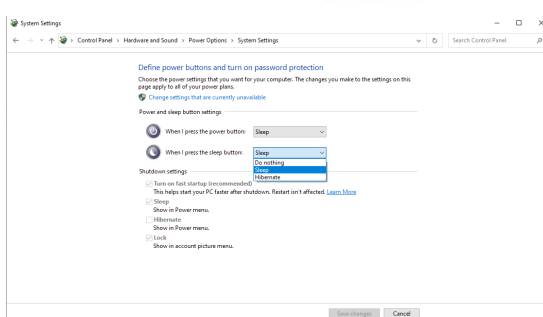 System Settings
Control Panel > Hardware and Sound > Power Options > System Settings
Search Control Panel
Define power buttons and turn on password protection
Choose the power settings that you want for your computer. The changes you make to the settings on this
page apply to all of your power plans.
Change settings that are currently unavailable
Power and sleep button settings
When I press the power button: Sleep
When I press the sleep button: Sleep
Do nothing
Sleep
Hibernate
Shutdown settings
Turn on fast startup (recommended)
This helps start your PC faster after shutdown. Restart isn't affected. Learn More
Sleep
Show in Power menu.
Hibernate
Show in Power menu.
Lock
Show in account picture menu.
Save changes Cancel